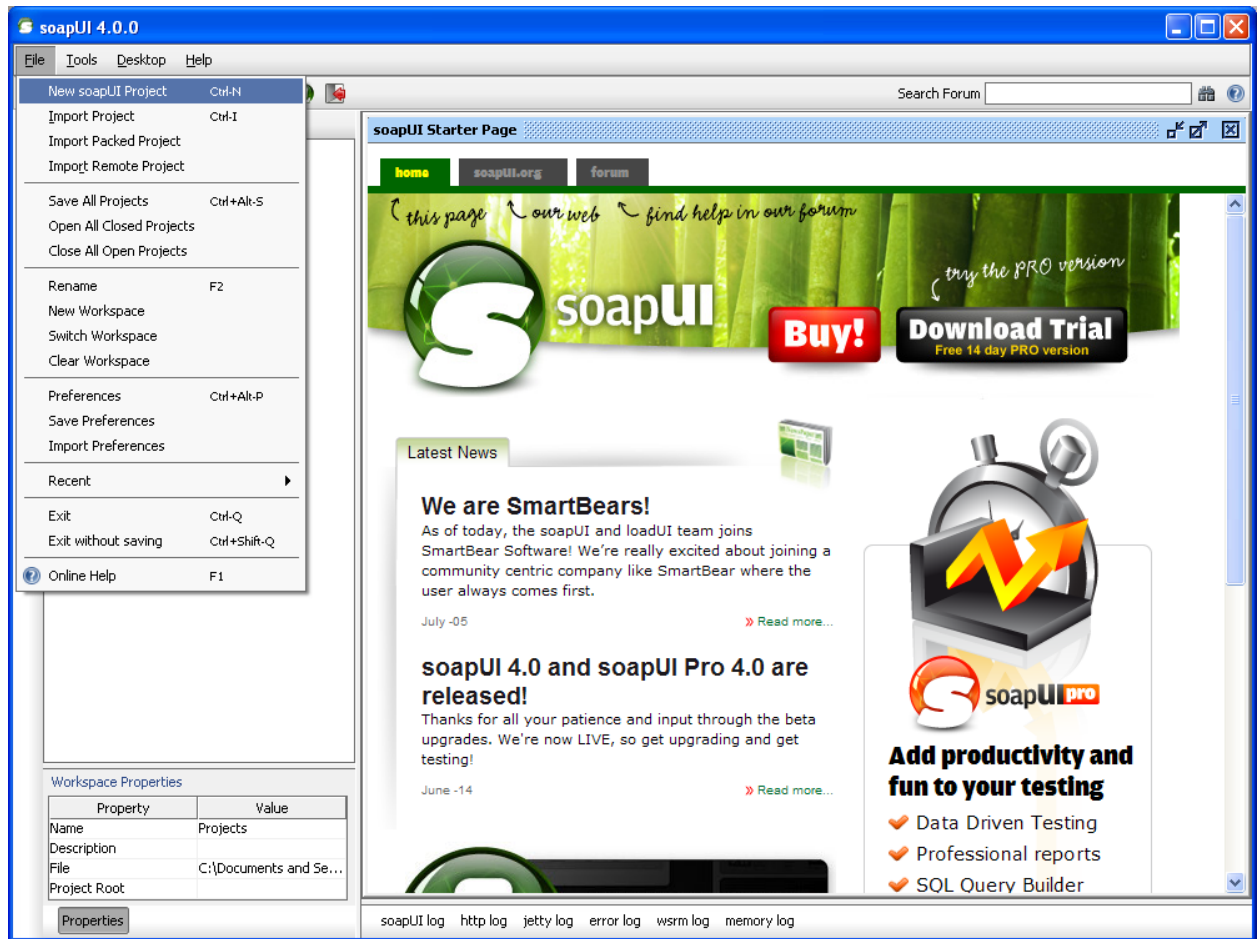 soapUI 4.0.0
File Tools Desktop Help
New soapUI Project Ctrl-N
Import Project Ctrl-I
Import Packed Project
Import Remote Project
Save All Projects Ctrl+Alt-S
Open All Closed Projects
Close All Open Projects
Rename F2
New Workspace
Switch Workspace
Clear Workspace
Preferences Ctrl+Alt-P
Save Preferences
Import Preferences
Recent
Exit Ctrl-Q
Exit without saving Ctrl+Shift-Q
Online Help F1
Search Forum
soapUI Starter Page
home soapUI.org forum
this page our web find help in our forum
try the PRO version
soapUI
Buy!
Download Trial
Free 14 day PRO version
Latest News
We are SmartBears!
As of today, the soapUI and loadUI team joins
SmartBear Software! We're really excited about joining a
community centric company like SmartBear where the
user always comes first.
July -05 » Read more...
soapUI 4.0 and soapUI Pro 4.0 are
released!
Thanks for all your patience and input through the beta
upgrades. We're now LIVE, so get upgrading and get
testing!
June -14 » Read more...
soapUI pro
Add productivity and
fun to your testing
Data Driven Testing
Professional reports
SQL Query Builder
Workspace Properties
Property Value
Name Projects
Description
File C:\Documents and Se...
Project Root
Properties
soapUI log http log jetty log error log wsrm log memory log